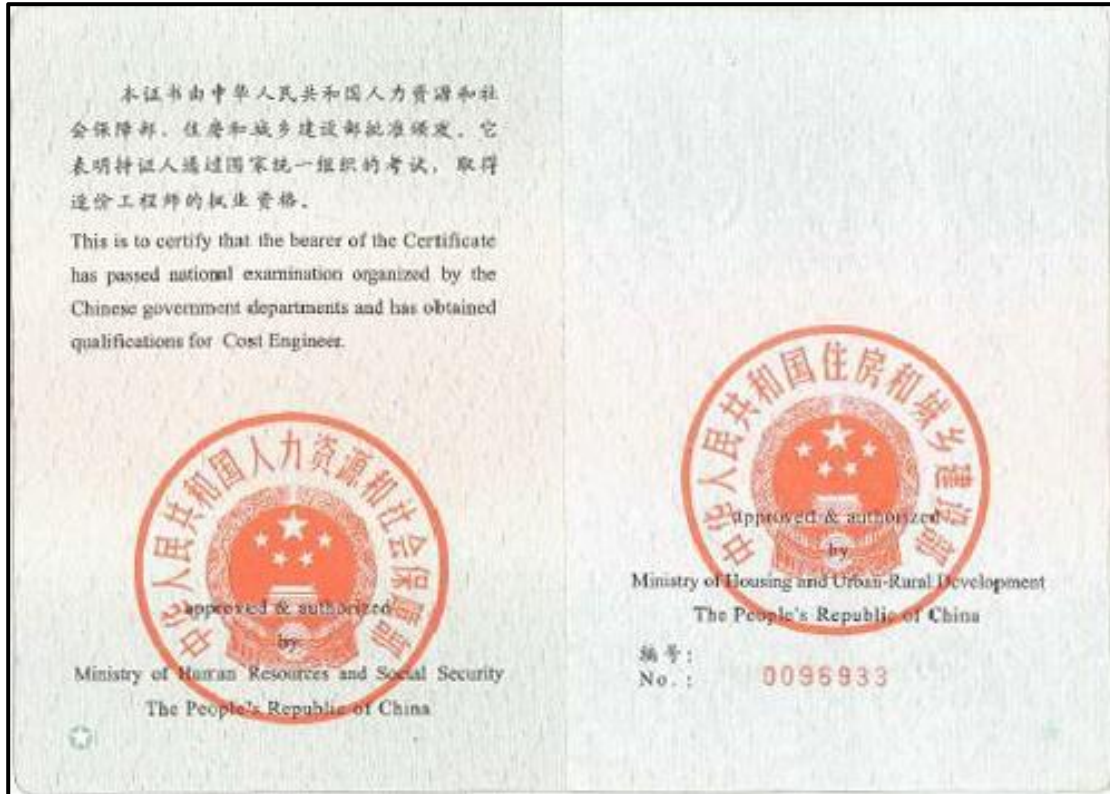 本证书由中华人民共和国人力资源和社
会保障部、住房和城乡建设部批准颁发。它
表明持证人通过国家统一组织的考试，取得
造价工程师的执业资格。
This is to certify that the bearer of the Certificate
has passed national examination organized by the
Chinese government departments and has obtained
qualifications for Cost Engineer.
中华人民共和国人力资源和社会保障部
approved & authorized
by
Ministry of Human Resources and Social Security
The People's Republic of China
中华人民共和国住房和城乡建设部
approved & authorized
by
Ministry of Housing and Urban-Rural Development
The People's Republic of China
编号：
No.: 0095933